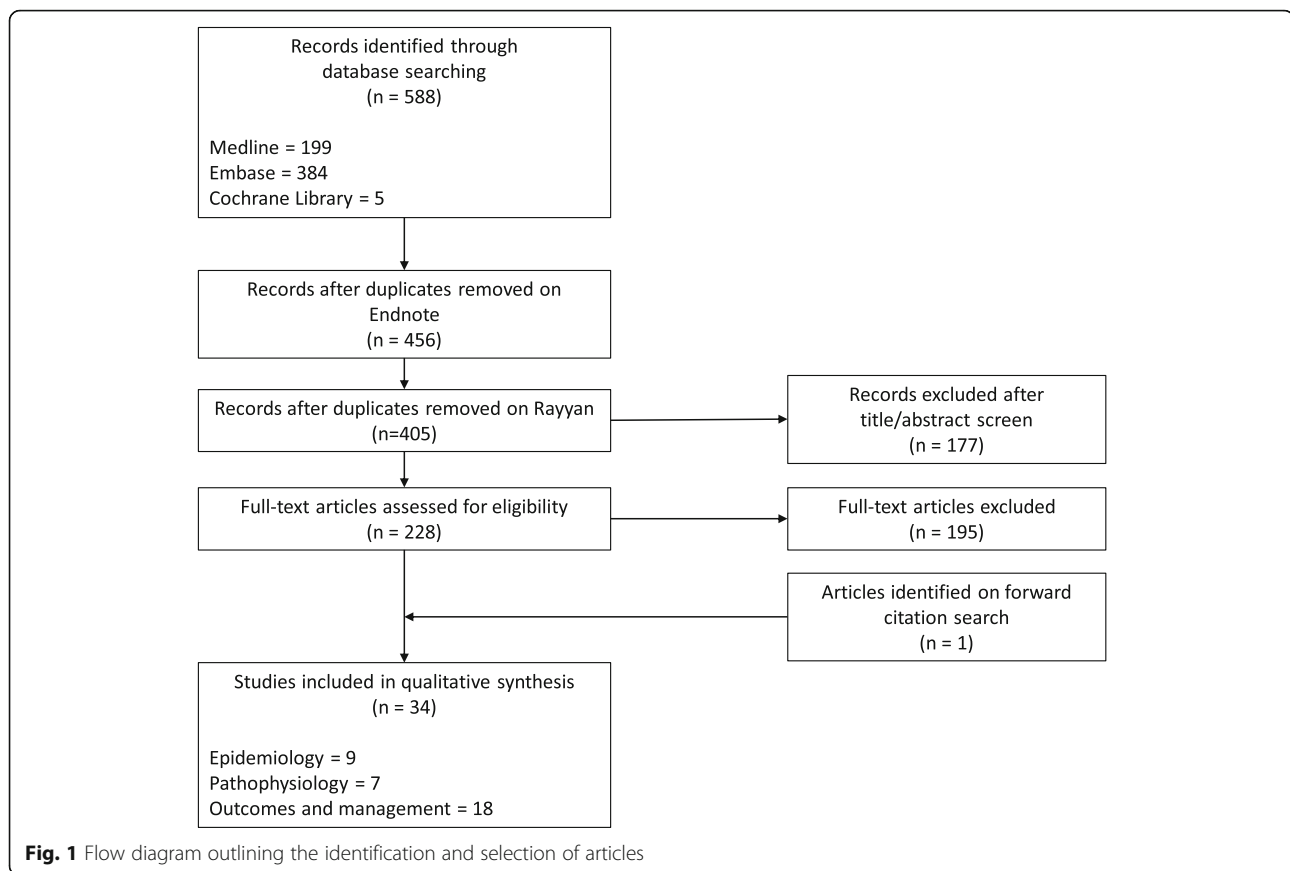 Records identified through
database searching
(n = 588)
Medline = 199
Embase = 384
Cochrane Library = 5
Records after duplicates removed on
Endnote
(n = 456)
Records after duplicates removed on Rayyan
(n=405)
Records excluded after
title/abstract screen
(n = 177)
Full-text articles assessed for eligibility
(n = 228)
Full-text articles excluded
(n = 195)
Articles identified on forward
citation search
(n = 1)
Studies included in qualitative synthesis
(n = 34)
Epidemiology = 9
Pathophysiology = 7
Outcomes and management = 18
Fig. 1 Flow diagram outlining the identification and selection of articles